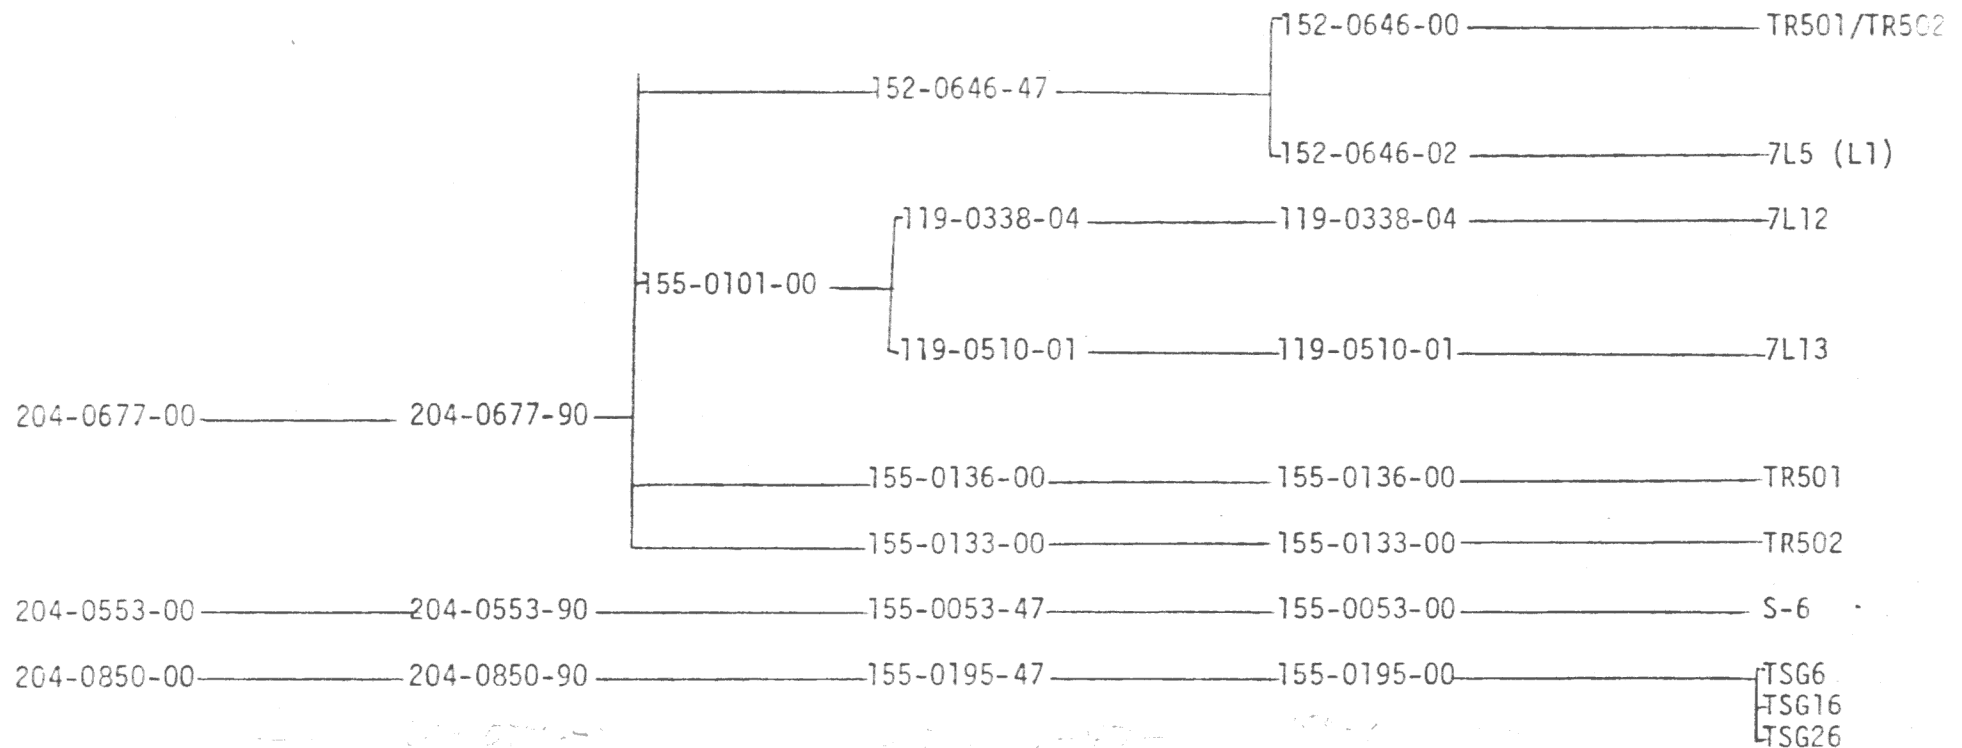 152-0646-00 TR501/TR502
152-0646-47
152-0646-02 7L5 (L1)
119-0338-04 119-0338-04 7L12
155-0101-00
119-0510-01 119-0510-01 7L13
204-0677-00 204-0677-90
155-0136-00 155-0136-00 TR501
155-0133-00 155-0133-00 TR502
204-0553-00 204-0553-90 155-0053-47 155-0053-00 S-6
204-0850-00 204-0850-90 155-0195-47 155-0195-00 TSG6
TSG16
TSG26